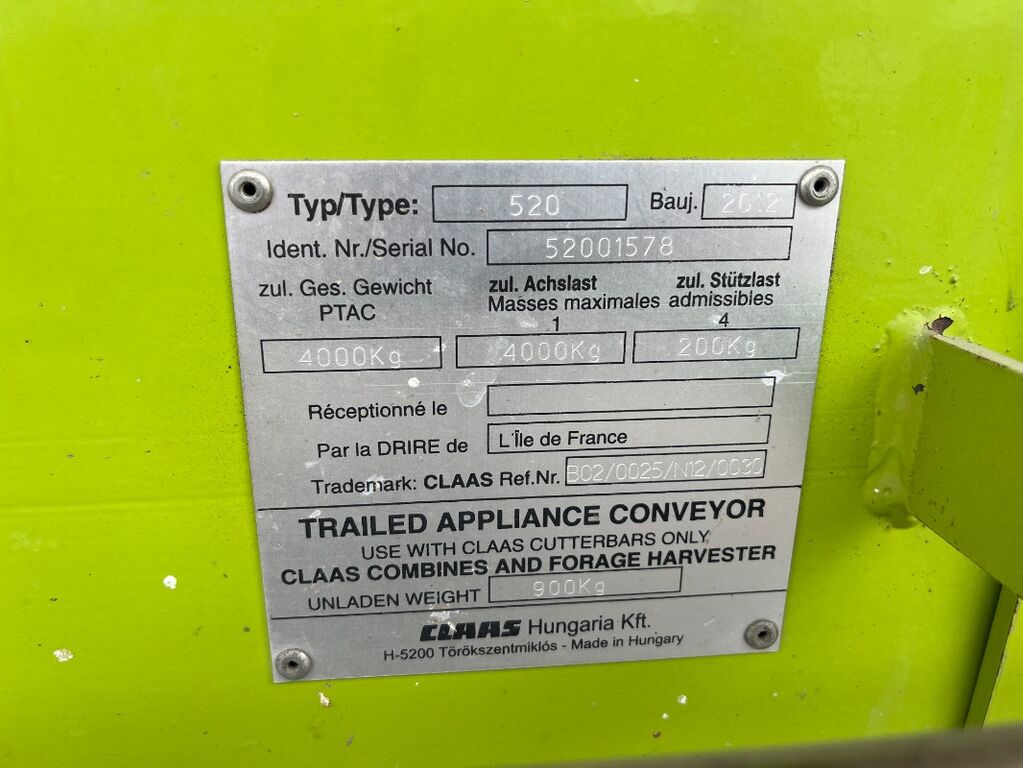 Typ/Type: 520 Bauj. 2012
Ident. Nr./Serial No. 52001578
zul. Ges. Gewicht zul. Achslast zul. Stützlast
PTAC Masses maximales admissibles
1 4
4000Kg 4000Kg 200Kg
Réceptionné le
Par la DRIRE de L'Île de France
Trademark: CLAAS Ref.Nr. B02/0025/N12/0030
TRAILED APPLIANCE CONVEYOR
USE WITH CLAAS CUTTERBARS ONLY
CLAAS COMBINES AND FORAGE HARVESTER
UNLADEN WEIGHT 900Kg
CLAAS Hungaria Kft.
H-5200 Törökszentmiklós - Made in Hungary